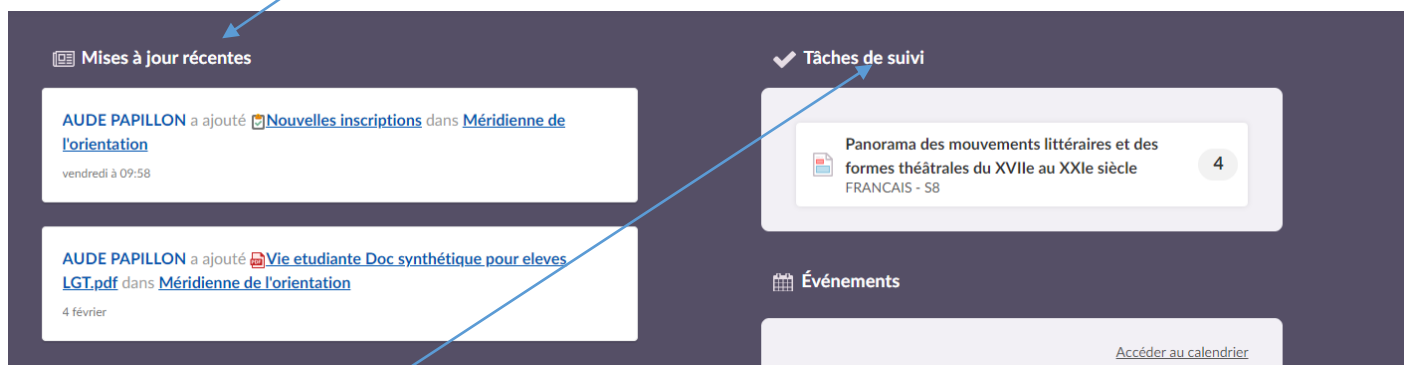 Mises à jour récentes
AUDE PAPILLON a ajouté Nouvelles inscriptions dans Méridienne de
l'orientation
vendredi à 09:58
AUDE PAPILLON a ajouté Vie etudiante Doc synthétique pour eleves
LGT.pdf dans Méridienne de l'orientation
4 février
Tâches de suivi
Panorama des mouvements littéraires et des
formes théâtrales du XVIIe au XXIe siècle
4
FRANCAIS - S8
Événements
Accéder au calendrier